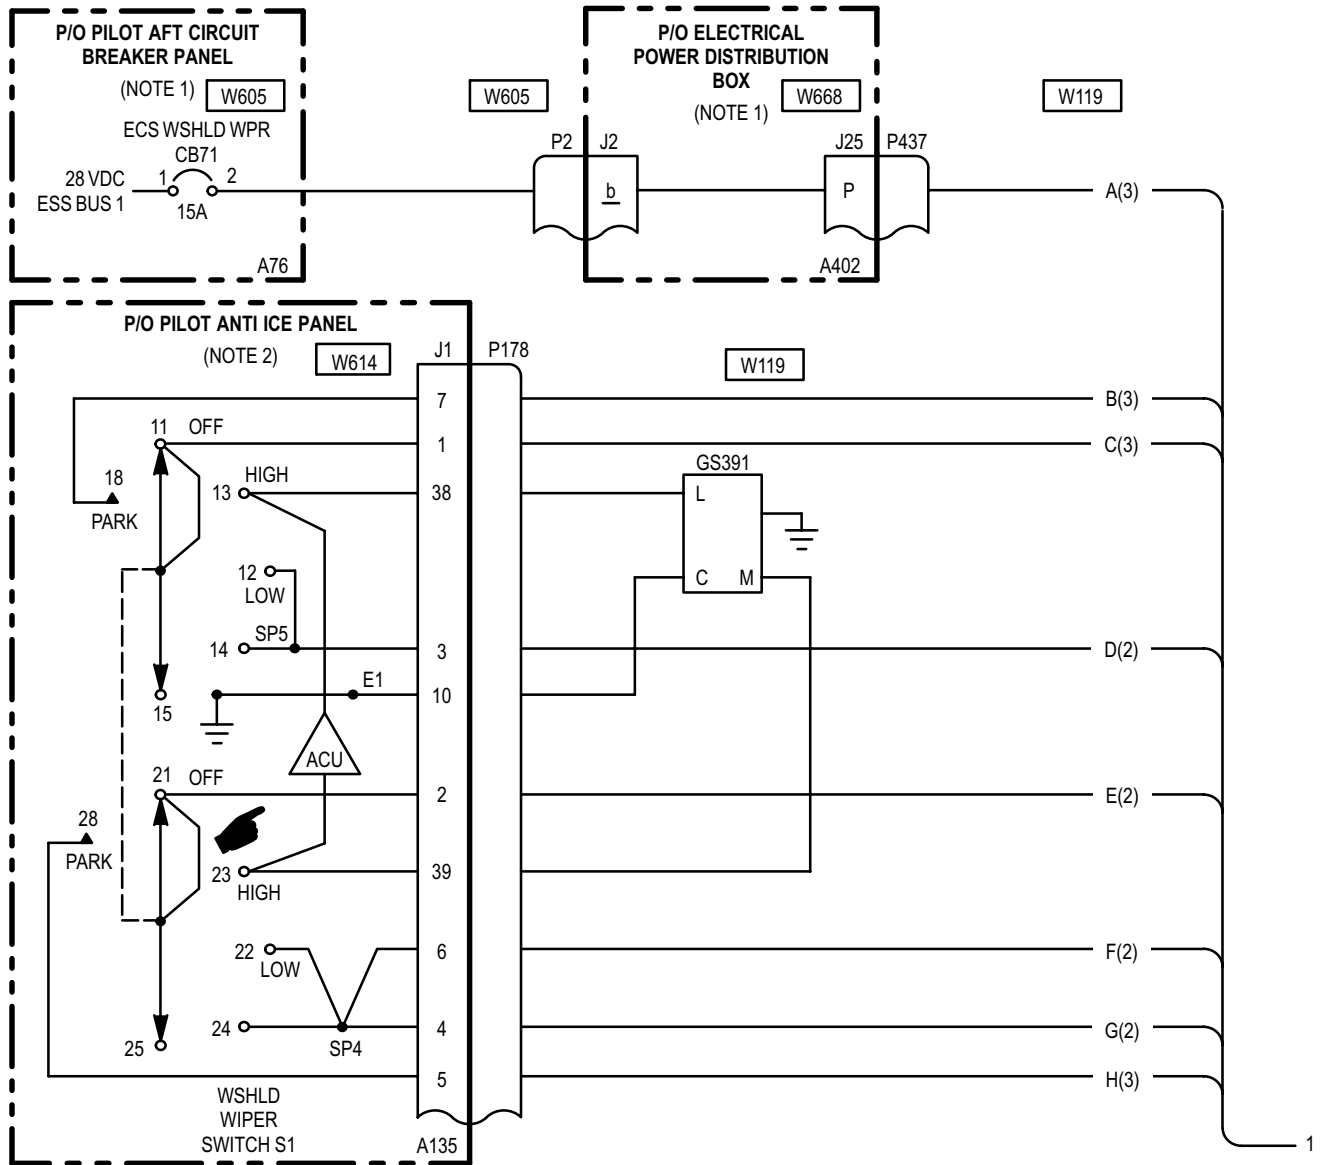 P/O PILOT AFT CIRCUIT
BREAKER PANEL
(NOTE 1)
W605
ECS WSHLD WPR
CB71
28 VDC
ESS BUS 1
1
2
15A
A76
W605
P/O ELECTRICAL
POWER DISTRIBUTION
BOX
(NOTE 1)
W668
P2
J2
b
J25
P437
P
A402
W119
A(3)
P/O PILOT ANTI ICE PANEL
(NOTE 2)
W614
J1
P178
W119
7
B(3)
11
OFF
1
C(3)
18
PARK
13
HIGH
38
GS391
L
C
M
12
LOW
14
SP5
3
D(2)
E1
10
15
ACU
21
OFF
2
E(2)
28
PARK
23
HIGH
39
22
LOW
6
F(2)
24
SP4
4
G(2)
25
5
H(3)
WSHLD
WIPER
SWITCH S1
A135
1